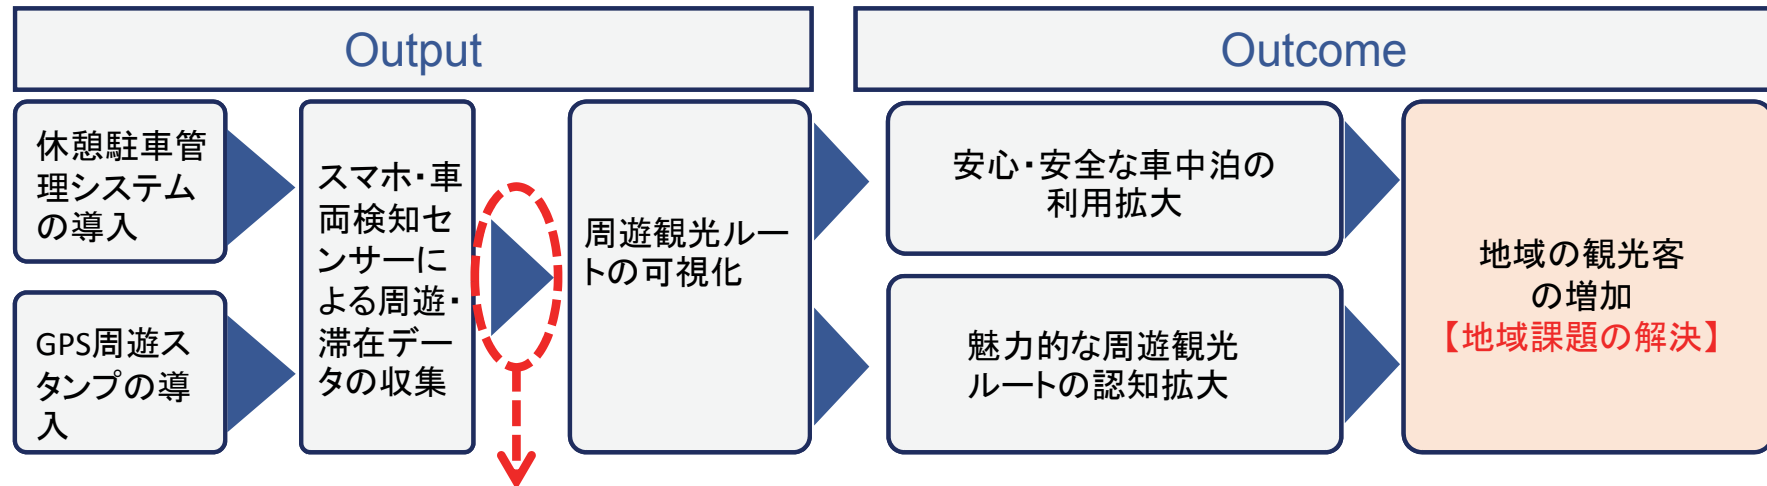 Output
Outcome
休憩駐車管
理システム
の導入
GPS周遊ス
タンプの導
入
スマホ・車
両検知セ
ンサーに
よる周遊・
滞在デー
タの収集
周遊観光ルー
トの可視化
安心・安全な車中泊の
利用拡大
魅力的な周遊観光
ルートの認知拡大
地域の観光客
の増加
【地域課題の解決】